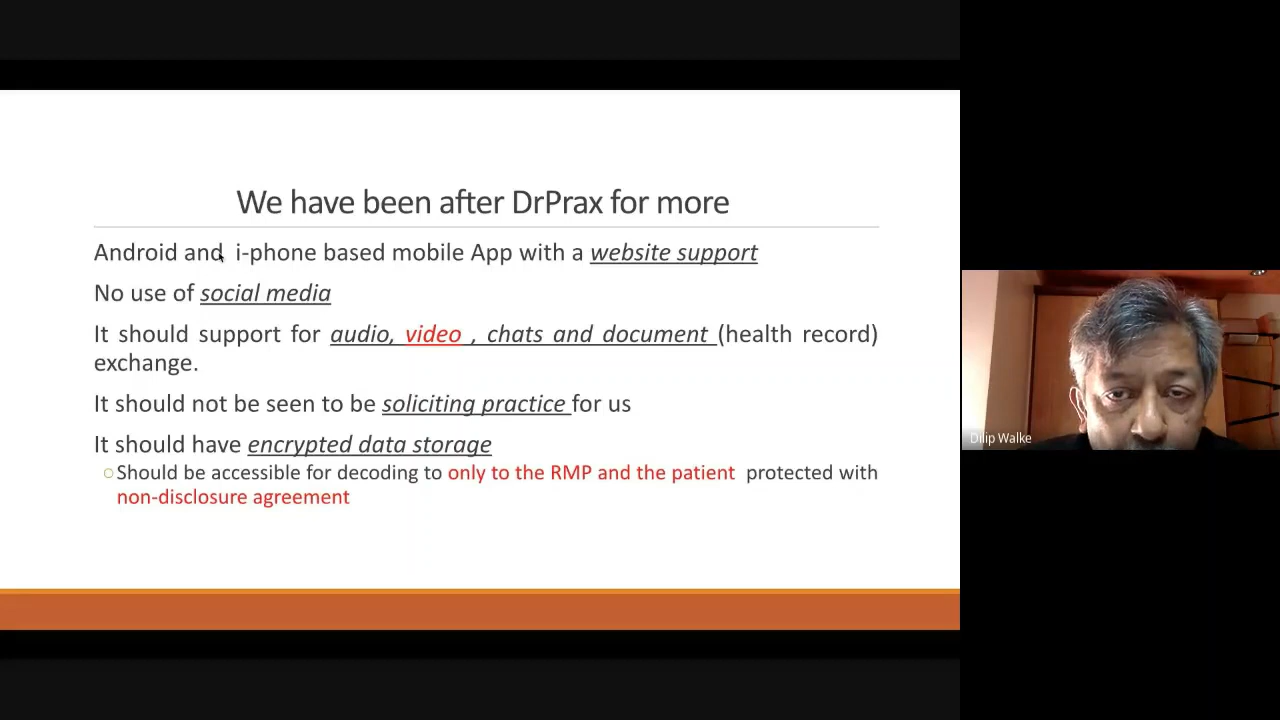 We have been after DrPrax for more
Android and i-phone based mobile App with a website support
No use of social media
It should support for audio, video , chats and document (health record)
exchange.
It should not be seen to be soliciting practice for us
It should have encrypted data storage
○Should be accessible for decoding to only to the RMP and the patient protected with
non-disclosure agreement
Dilip Walke